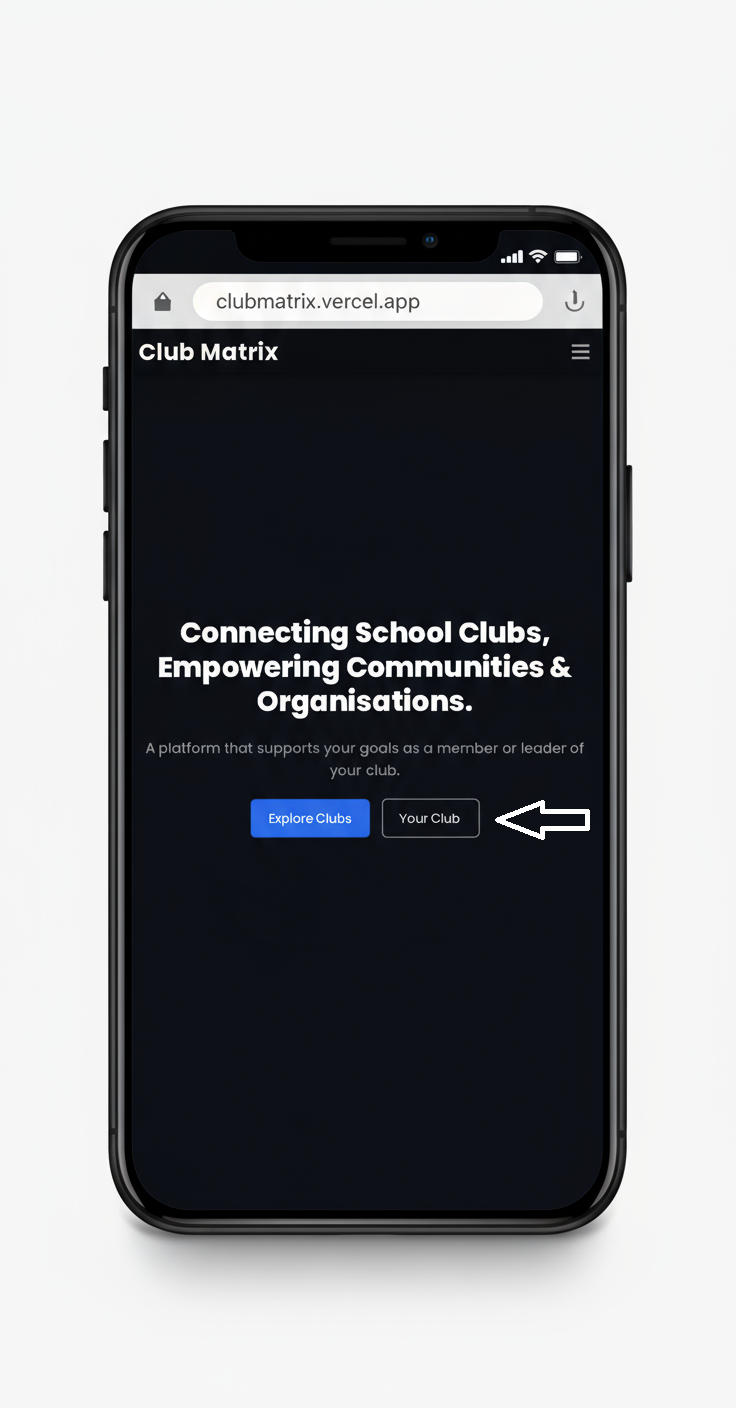 clubmatrix.vercel.app
Club Matrix
Connecting School Clubs,
Empowering Communities &
Organisations.
A platform that supports your goals as a member or leader of
your club.
Explore Clubs
Your Club